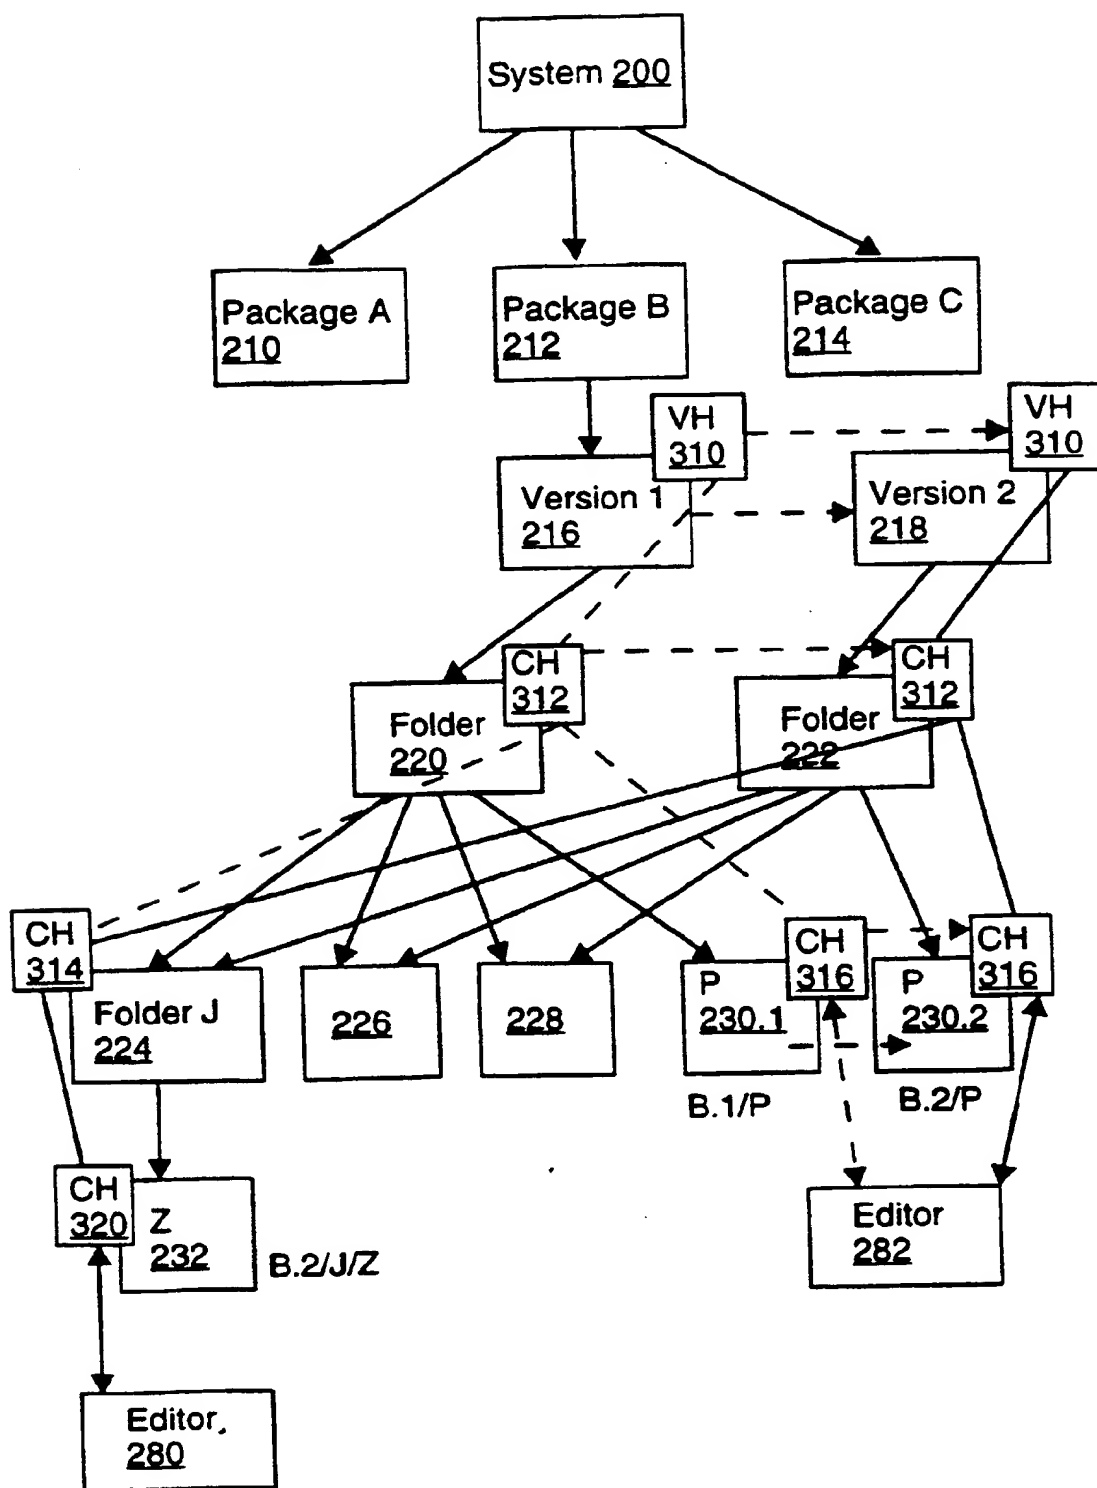 System 200
Package A
210
Package B
212
Package C
214
VH
310
VH
310
Version 1
216
Version 2
218
CH
312
CH
312
Folder
220
Folder
222
CH
314
CH
316
CH
316
Folder J
224
226
228
P
230.1
P
230.2
B.1/P
B.2/P
CH
320
Z
232
B.2/J/Z
Editor
282
Editor
280